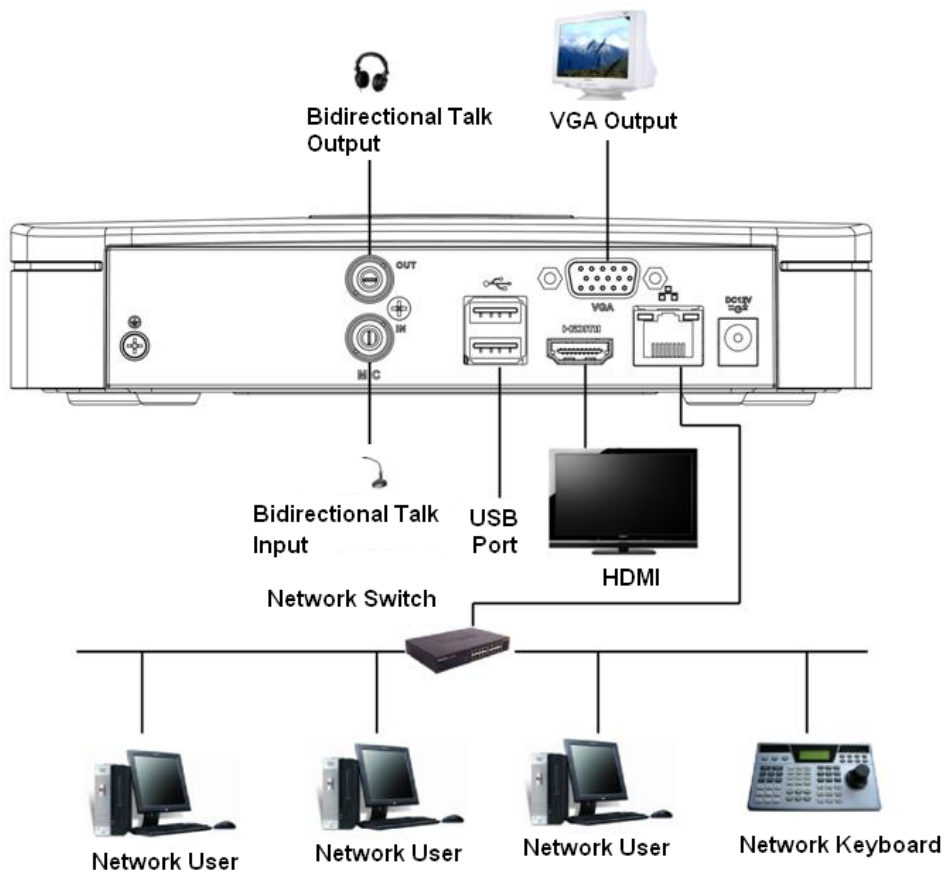 Bidirectional Talk
Output
VGA Output
OUT
VGA
DC12V
IN
HDMI
MIC
Bidirectional Talk
Input
USB
Port
HDMI
Network Switch
Network User
Network User
Network User
Network Keyboard